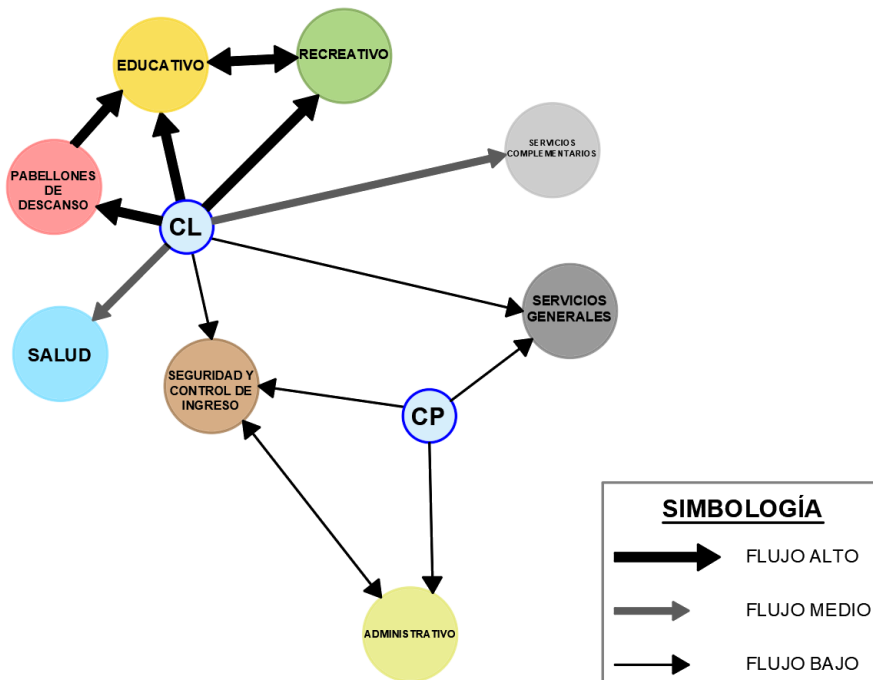 RECREATIVO
EDUCATIVO
SERVICIOS
COMPLEMENTARIOS
PABELLONES
DE
DESCANSO
CL
SERVICIOS
GENERALES
SALUD
SEGURIDAD Y
CONTROL DE
INGRESO
CP
ADMINISTRATIVO
SIMBOLOGÍA
FLUJO ALTO
FLUJO MEDIO
FLUJO BAJO